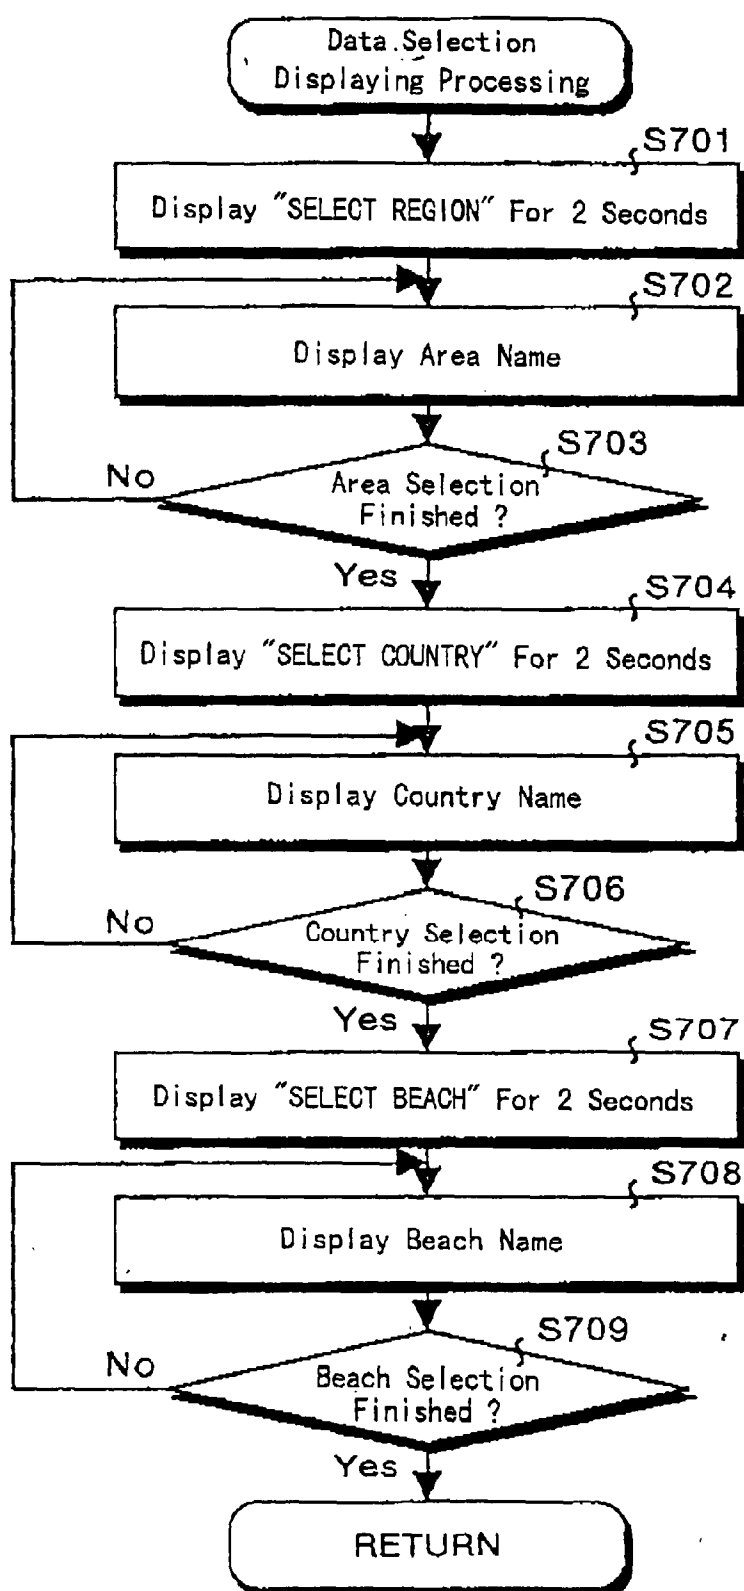 Data Selection
Displaying Processing
S701
Display "SELECT REGION" For 2 Seconds
S702
Display Area Name
S703
No
Area Selection
Finished ?
Yes
S704
Display "SELECT COUNTRY" For 2 Seconds
S705
Display Country Name
S706
No
Country Selection
Finished ?
Yes
S707
Display "SELECT BEACH" For 2 Seconds
S708
Display Beach Name
S709
No
Beach Selection
Finished ?
Yes
RETURN